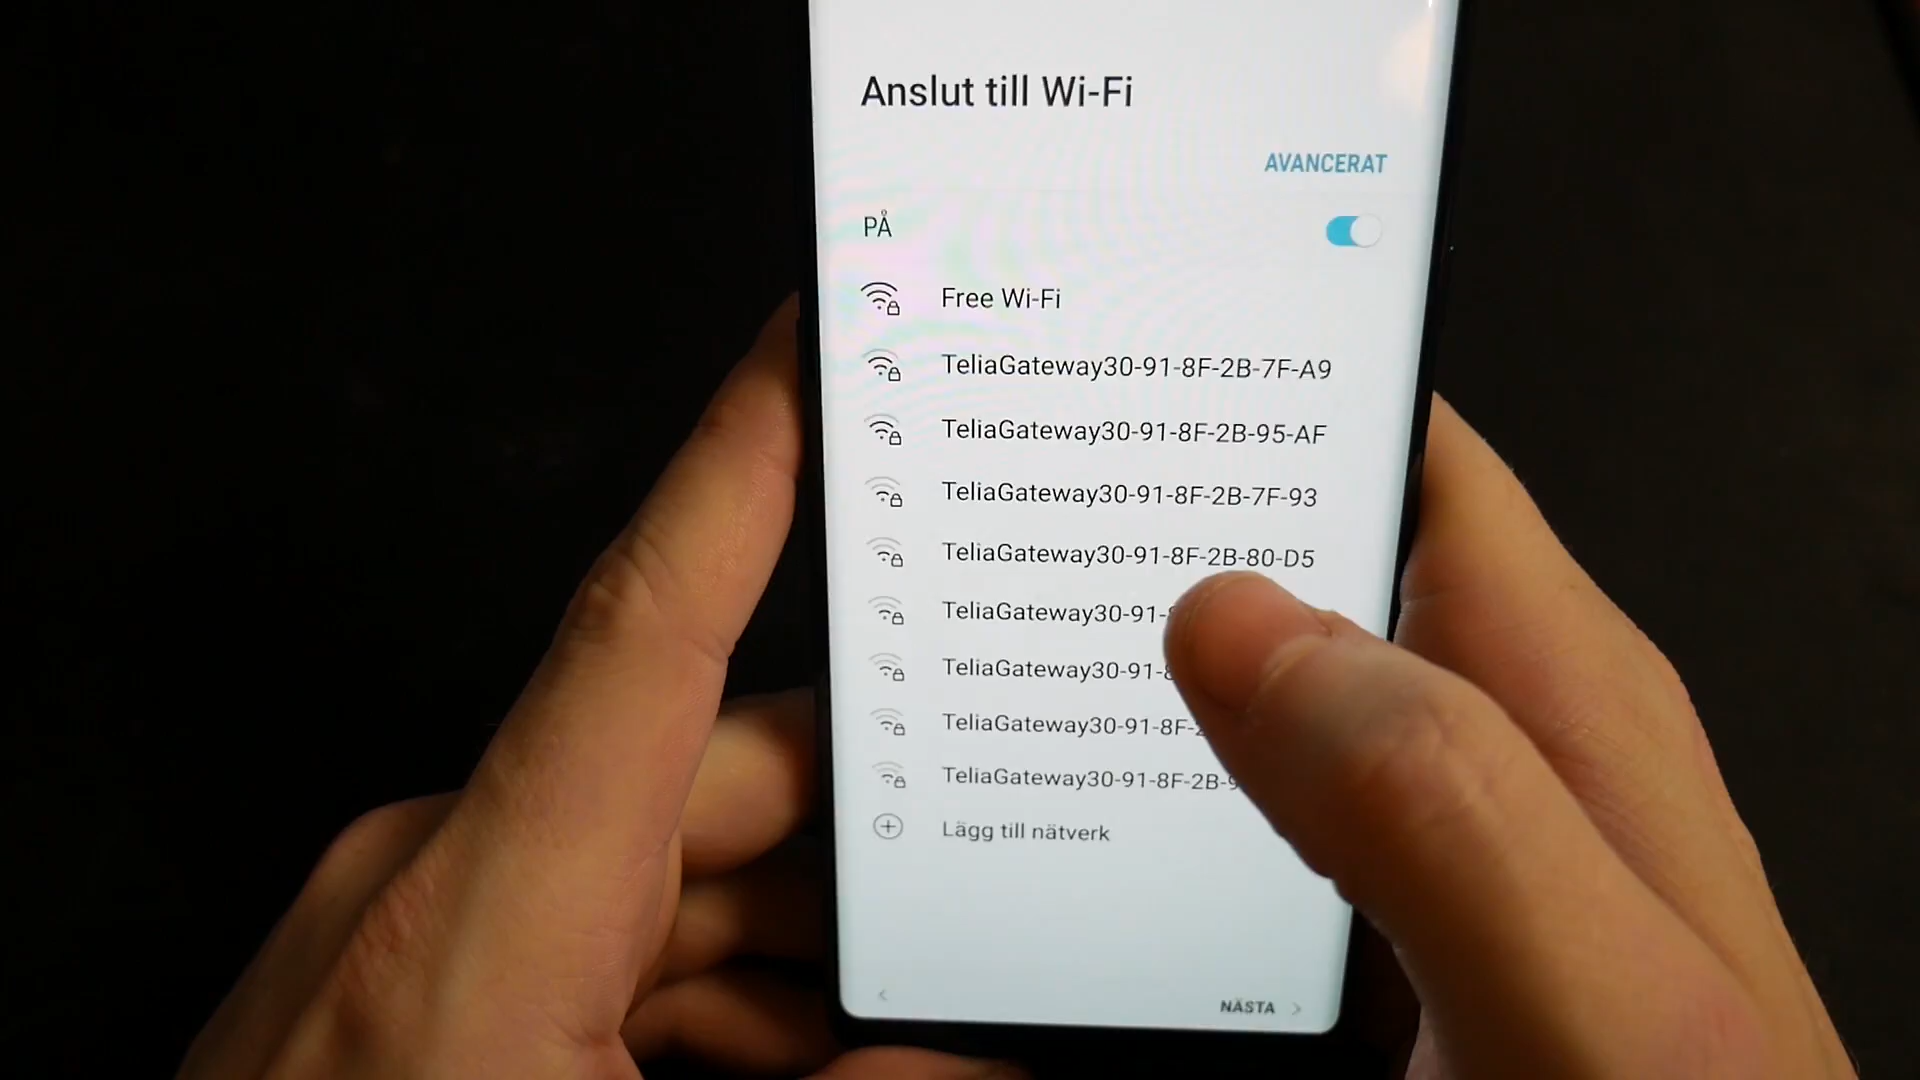 Anslut till Wi-Fi
AVANCERAT
PÅ
Free Wi-Fi
TeliaGateway30-91-8F-2B-7F-A9
TeliaGateway30-91-8F-2B-95-AF
TeliaGateway30-91-8F-2B-7F-93
TeliaGateway30-91-8F-2B-80-D5
TeliaGateway30-91-
TeliaGateway30-91-
TeliaGateway30-91-8F-
TeliaGateway30-91-8F-2B-
Lägg till nätverk
NÄSTA